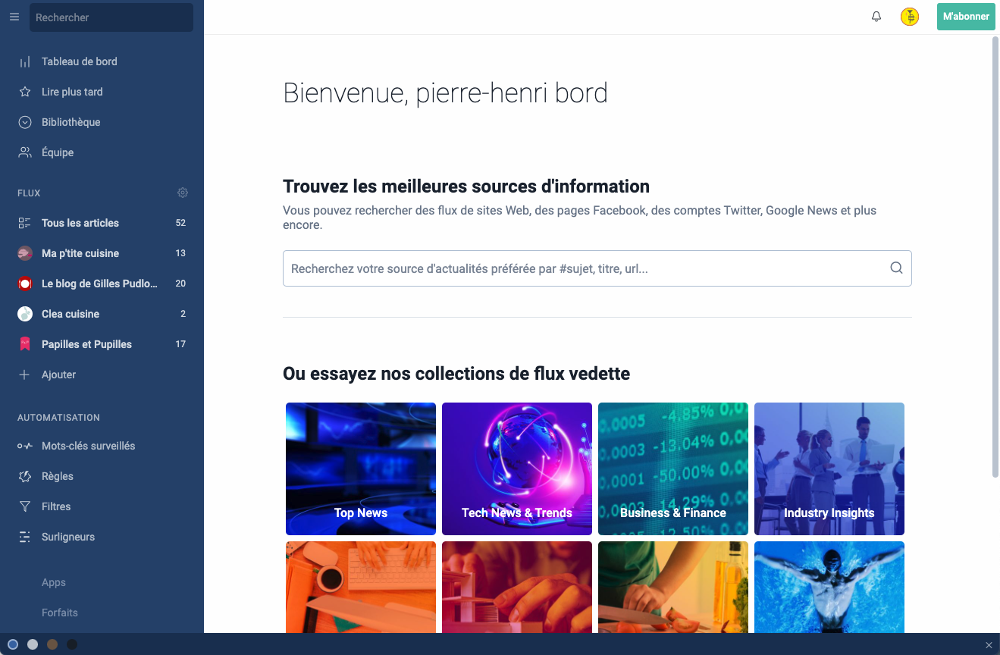 Rechercher
M'abonner
Tableau de bord
Lire plus tard
Bibliothèque
Équipe
FLUX
Tous les articles 52
Ma p'tite cuisine 13
Le blog de Gilles Pudlo... 20
Clea cuisine 2
Papilles et Pupilles 17
Ajouter
AUTOMATISATION
Mots-clés surveillés
Règles
Filtres
Surligneurs
Apps
Forfaits
Bienvenue, pierre-henri bord
Trouvez les meilleures sources d'information
Vous pouvez rechercher des flux de sites Web, des pages Facebook, des comptes Twitter, Google News et plus
encore.
Recherchez votre source d'actualités préférée par #sujet, titre, url...
Ou essayez nos collections de flux vedette
Top News
Tech News & Trends
0,0005 -4,85%
0,0003 -13,04%
0,0001 -50,00%
14,29%
12,50%
Business & Finance
Industry Insights